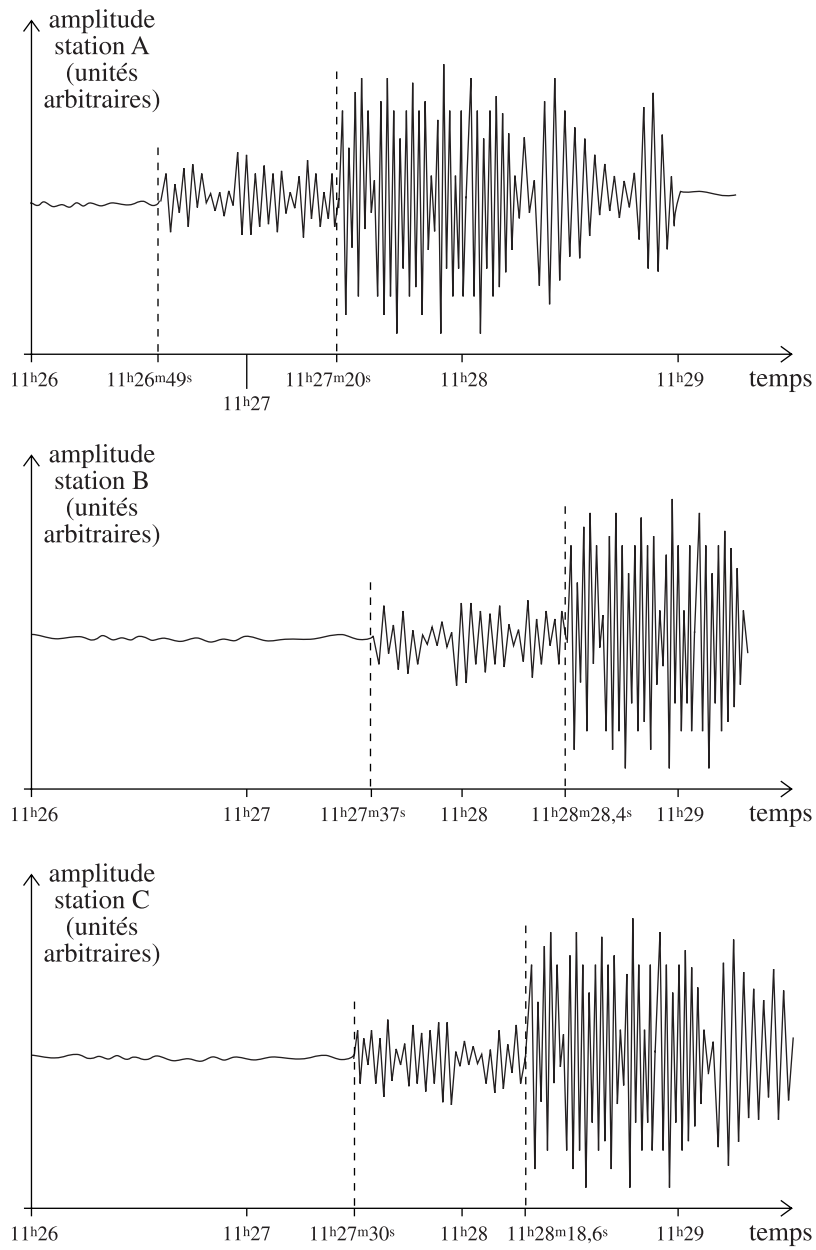 amplitude
station A
(unités
arbitraires)
11h26 11h26m49s 11h27m20s 11h28 11h29 temps
11h27
amplitude
station B
(unités
arbitraires)
11h26 11h27 11h27m37s 11h28 11h28m28,4s 11h29 temps
amplitude
station C
(unités
arbitraires)
11h26 11h27 11h27m30s 11h28 11h28m18,6s 11h29 temps